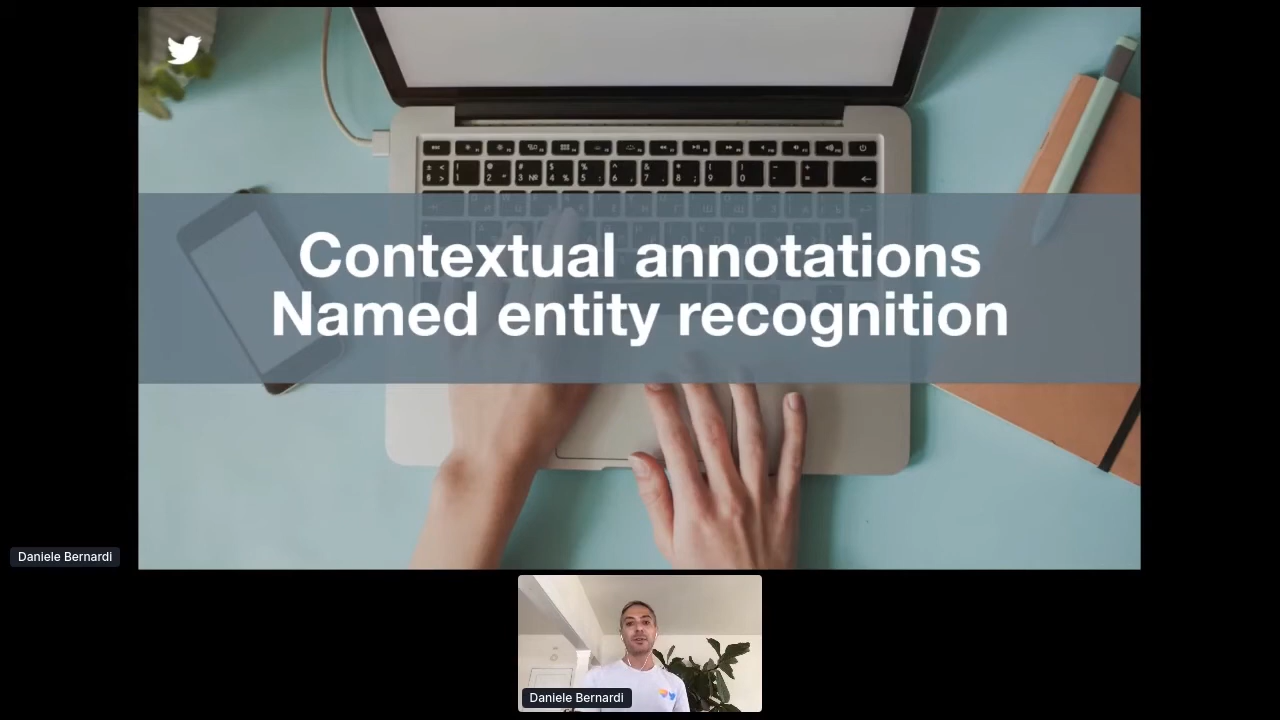 Contextual annotations
Named entity recognition
Daniele Bernardi
Daniele Bernardi